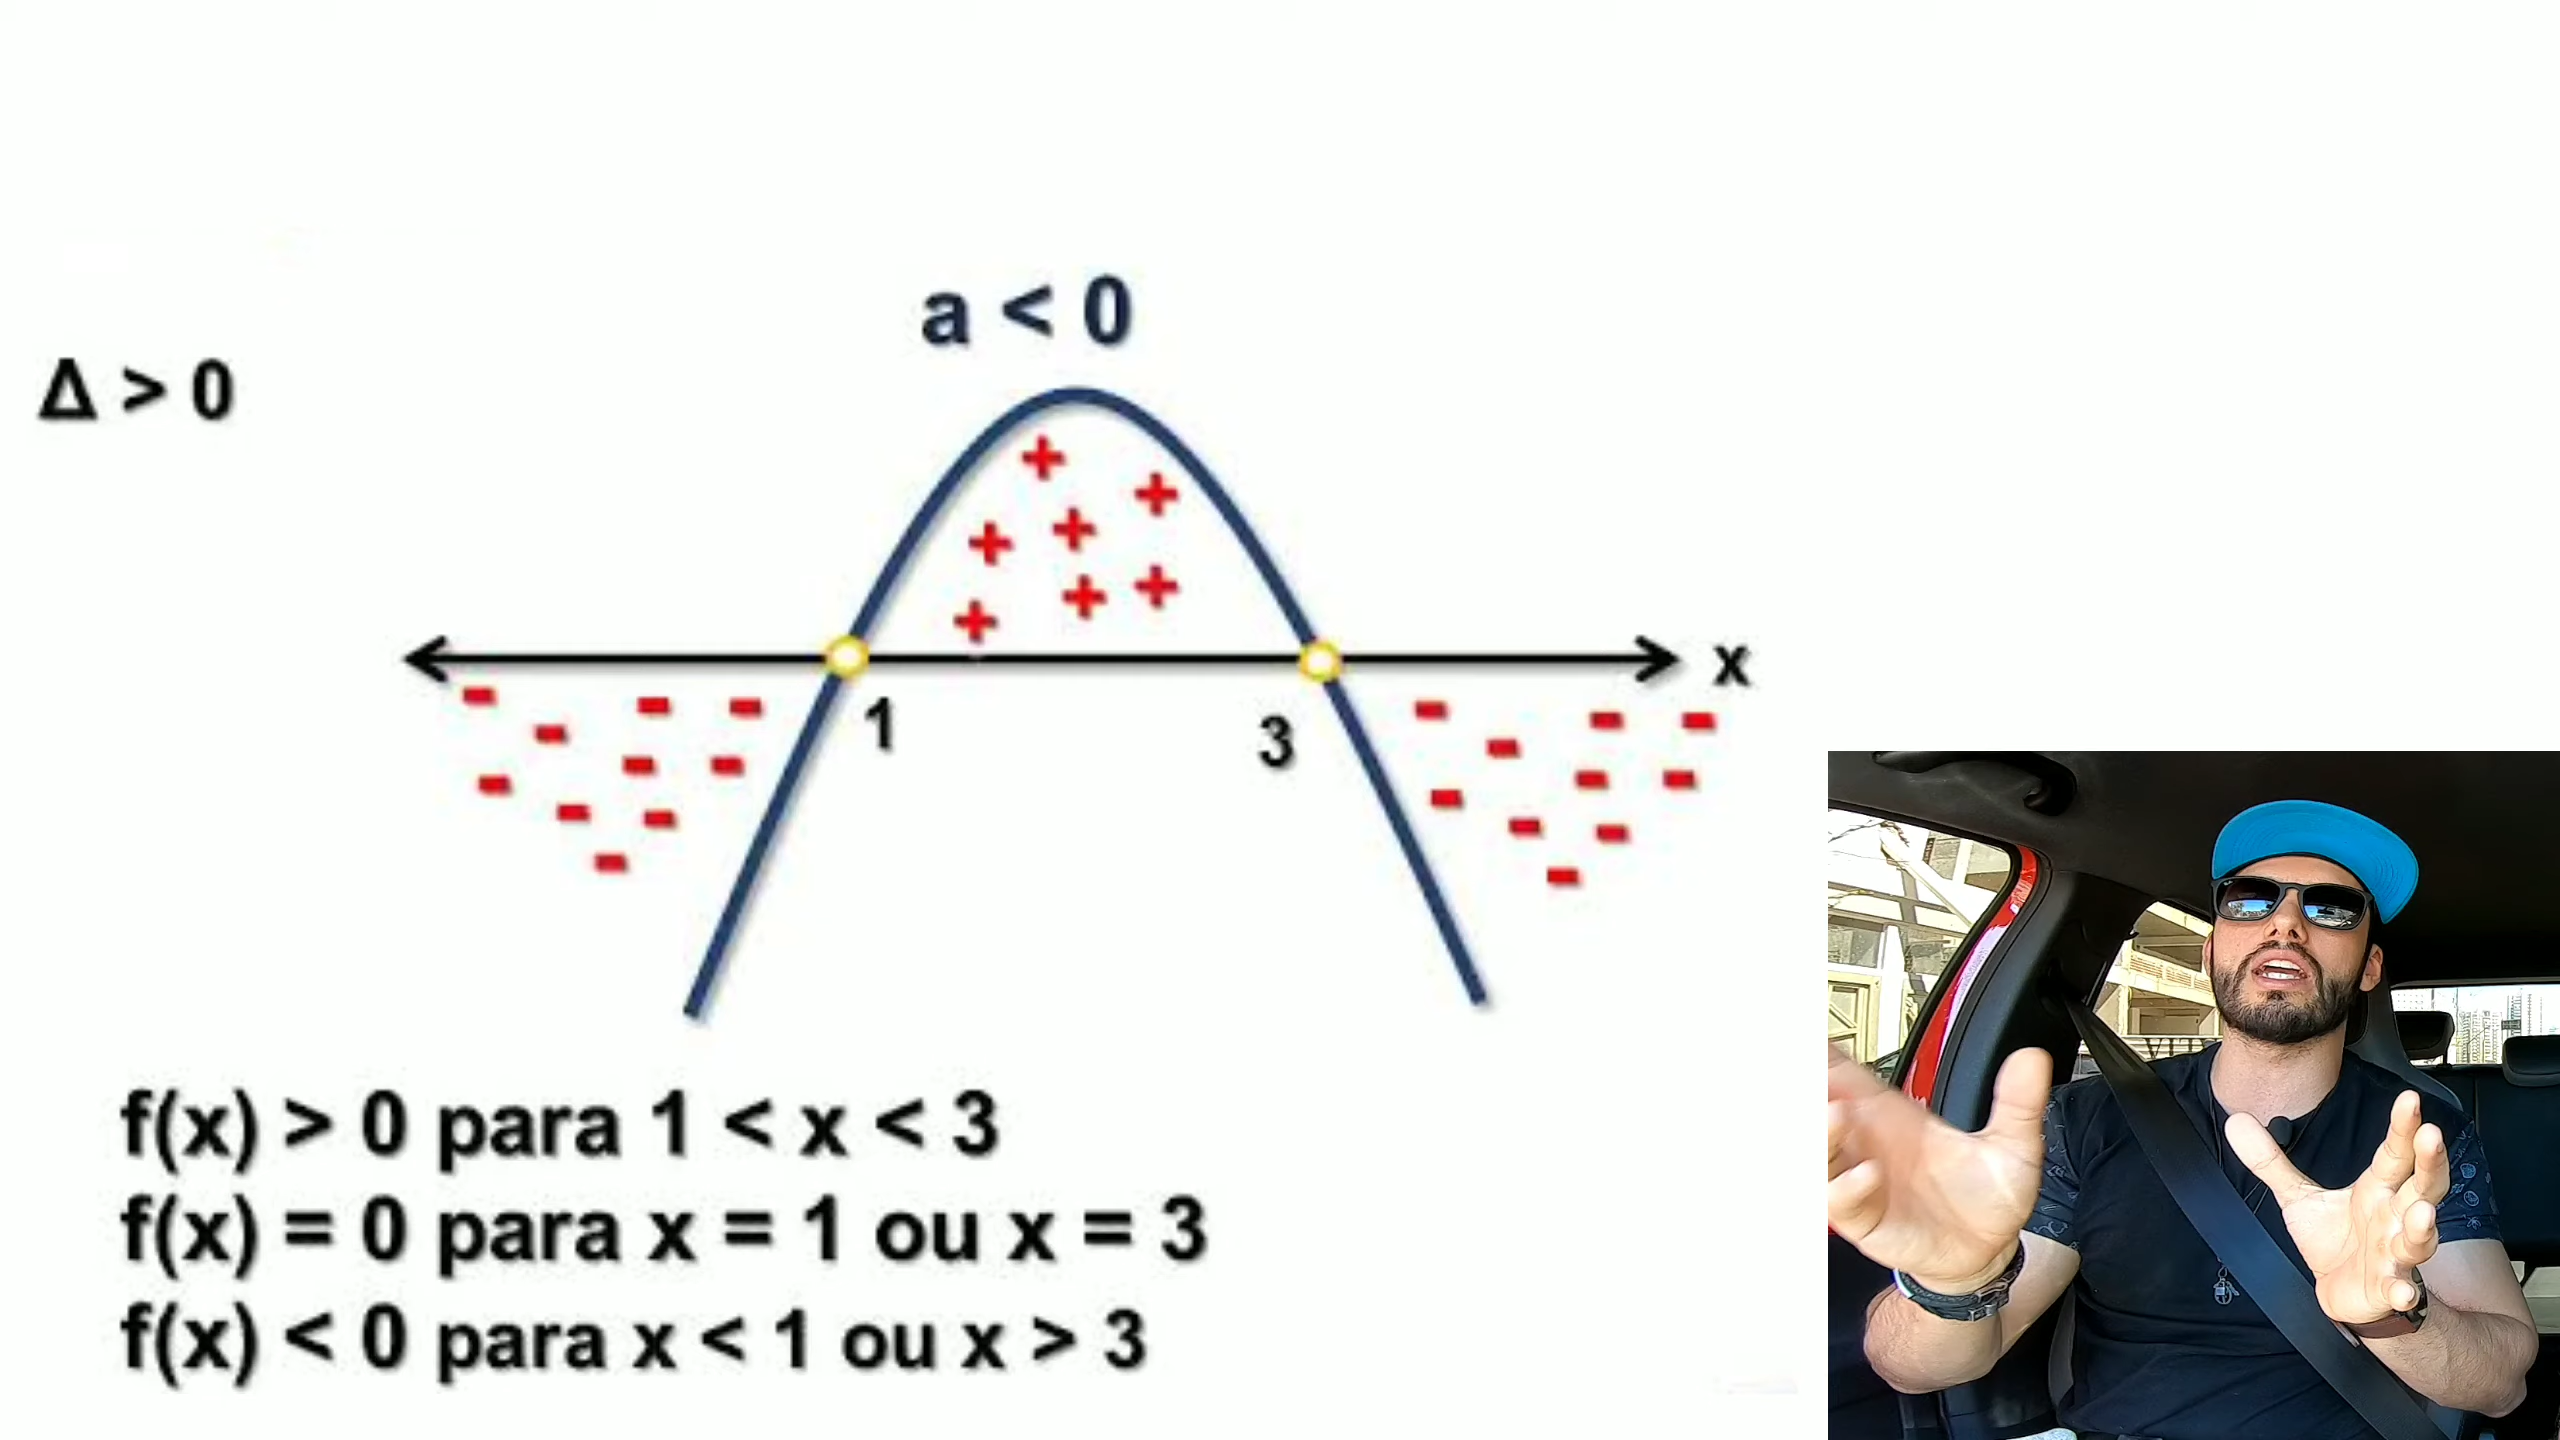 a < 0
Δ > 0
x
1
3
f(x) > 0 para 1 < x < 3
f(x) = 0 para x = 1 ou x = 3
f(x) < 0 para x < 1 ou x > 3